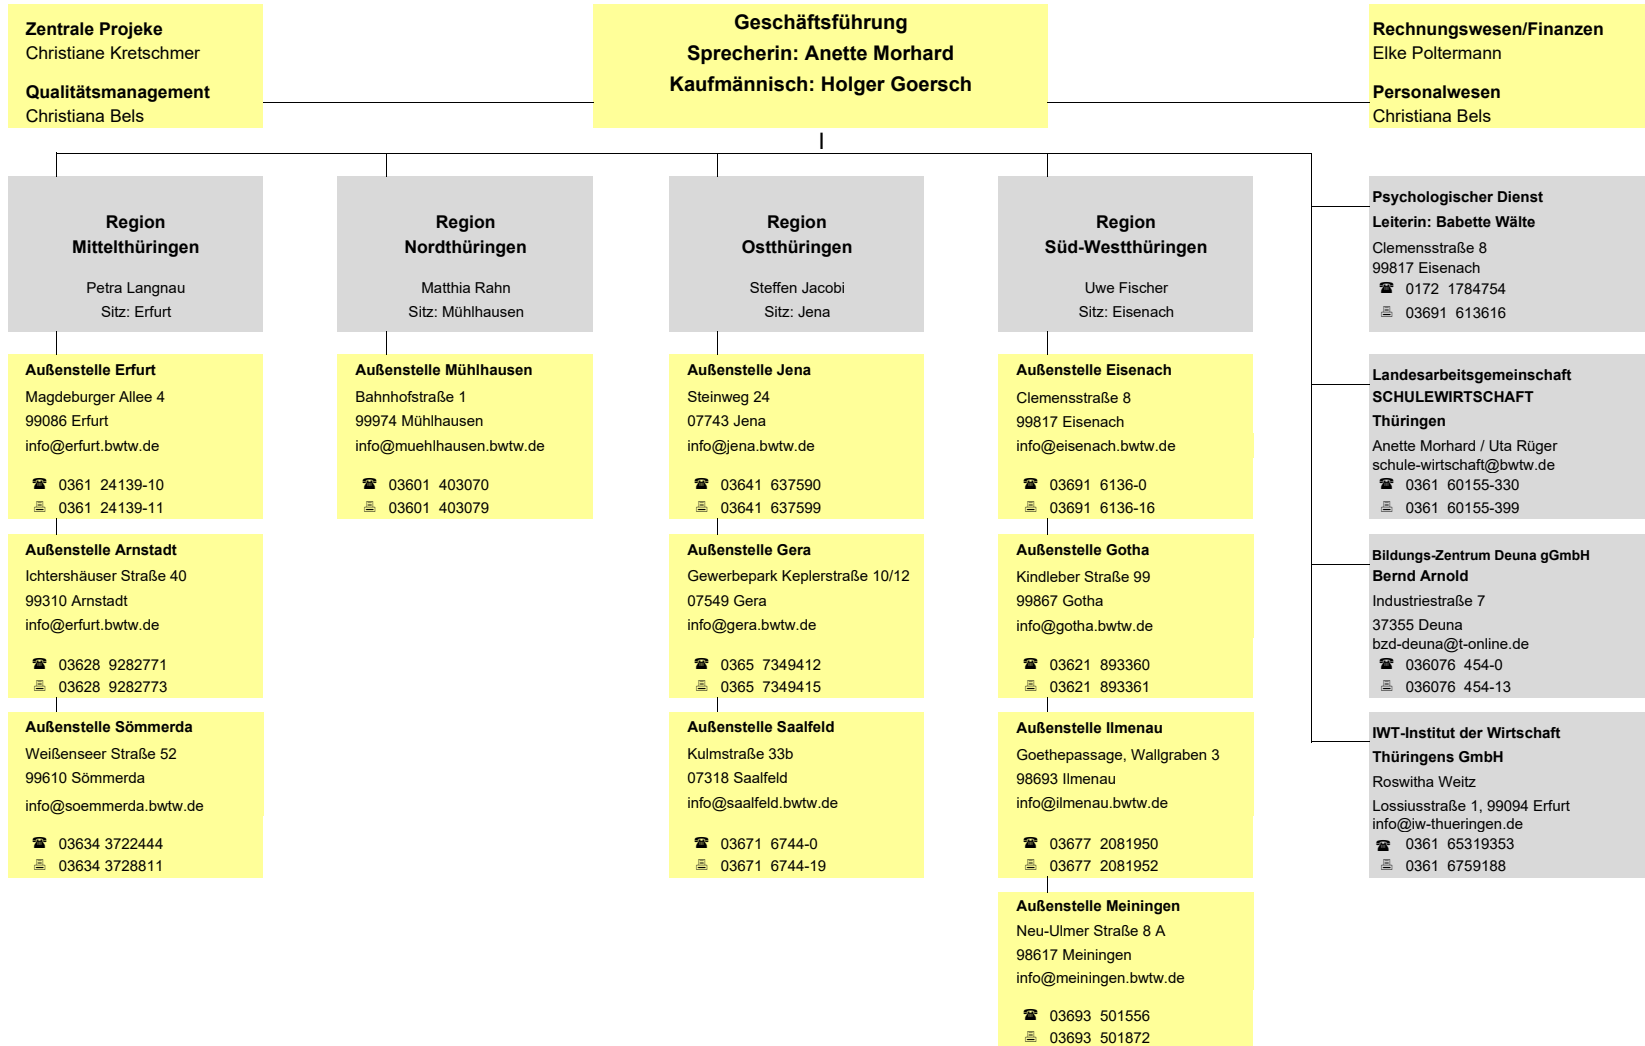 Zentrale Projeke
Christiane Kretschmer
Qualitätsmanagement
Christiana Bels
Geschäftsführung
Sprecherin: Anette Morhard
Kaufmännisch: Holger Goersch
Rechnungswesen/Finanzen
Elke Poltermann
Personalwesen
Christiana Bels
Region
Mittelthüringen
Petra Langnau
Sitz: Erfurt
Region
Nordthüringen
Matthia Rahn
Sitz: Mühlhausen
Region
Ostthüringen
Steffen Jacobi
Sitz: Jena
Region
Süd-Westthüringen
Uwe Fischer
Sitz: Eisenach
Psychologischer Dienst
Leiterin: Babette Wälte
Clemensstraße 8
99817 Eisenach
☎ 0172 1784754
🖷 03691 613616
Außenstelle Erfurt
Magdeburger Allee 4
99086 Erfurt
info@erfurt.bwtw.de
☎ 0361 24139-10
🖷 0361 24139-11
Außenstelle Mühlhausen
Bahnhofstraße 1
99974 Mühlhausen
info@muehlhausen.bwtw.de
☎ 03601 403070
🖷 03601 403079
Außenstelle Jena
Steinweg 24
07743 Jena
info@jena.bwtw.de
☎ 03641 637590
🖷 03641 637599
Außenstelle Eisenach
Clemensstraße 8
99817 Eisenach
info@eisenach.bwtw.de
☎ 03691 6136-0
🖷 03691 6136-16
Landesarbeitsgemeinschaft
SCHULEWIRTSCHAFT
Thüringen
Anette Morhard / Uta Rüger
schule-wirtschaft@bwtw.de
☎ 0361 60155-330
🖷 0361 60155-399
Außenstelle Arnstadt
Ichtershäuser Straße 40
99310 Arnstadt
info@erfurt.bwtw.de
☎ 03628 9282771
🖷 03628 9282773
Außenstelle Gera
Gewerbepark Keplerstraße 10/12
07549 Gera
info@gera.bwtw.de
☎ 0365 7349412
🖷 0365 7349415
Außenstelle Gotha
Kindleber Straße 99
99867 Gotha
info@gotha.bwtw.de
☎ 03621 893360
🖷 03621 893361
Bildungs-Zentrum Deuna gGmbH
Bernd Arnold
Industriestraße 7
37355 Deuna
bzd-deuna@t-online.de
☎ 036076 454-0
🖷 036076 454-13
Außenstelle Sömmerda
Weißenseer Straße 52
99610 Sömmerda
info@soemmerda.bwtw.de
☎ 03634 3722444
🖷 03634 3728811
Außenstelle Saalfeld
Kulmstraße 33b
07318 Saalfeld
info@saalfeld.bwtw.de
☎ 03671 6744-0
🖷 03671 6744-19
Außenstelle Ilmenau
Goethepassage, Wallgraben 3
98693 Ilmenau
info@ilmenau.bwtw.de
☎ 03677 2081950
🖷 03677 2081952
IWT-Institut der Wirtschaft
Thüringens GmbH
Roswitha Weitz
Lossiusstraße 1, 99094 Erfurt
info@iw-thueringen.de
☎ 0361 65319353
🖷 0361 6759188
Außenstelle Meiningen
Neu-Ulmer Straße 8 A
98617 Meiningen
info@meiningen.bwtw.de
☎ 03693 501556
🖷 03693 501872